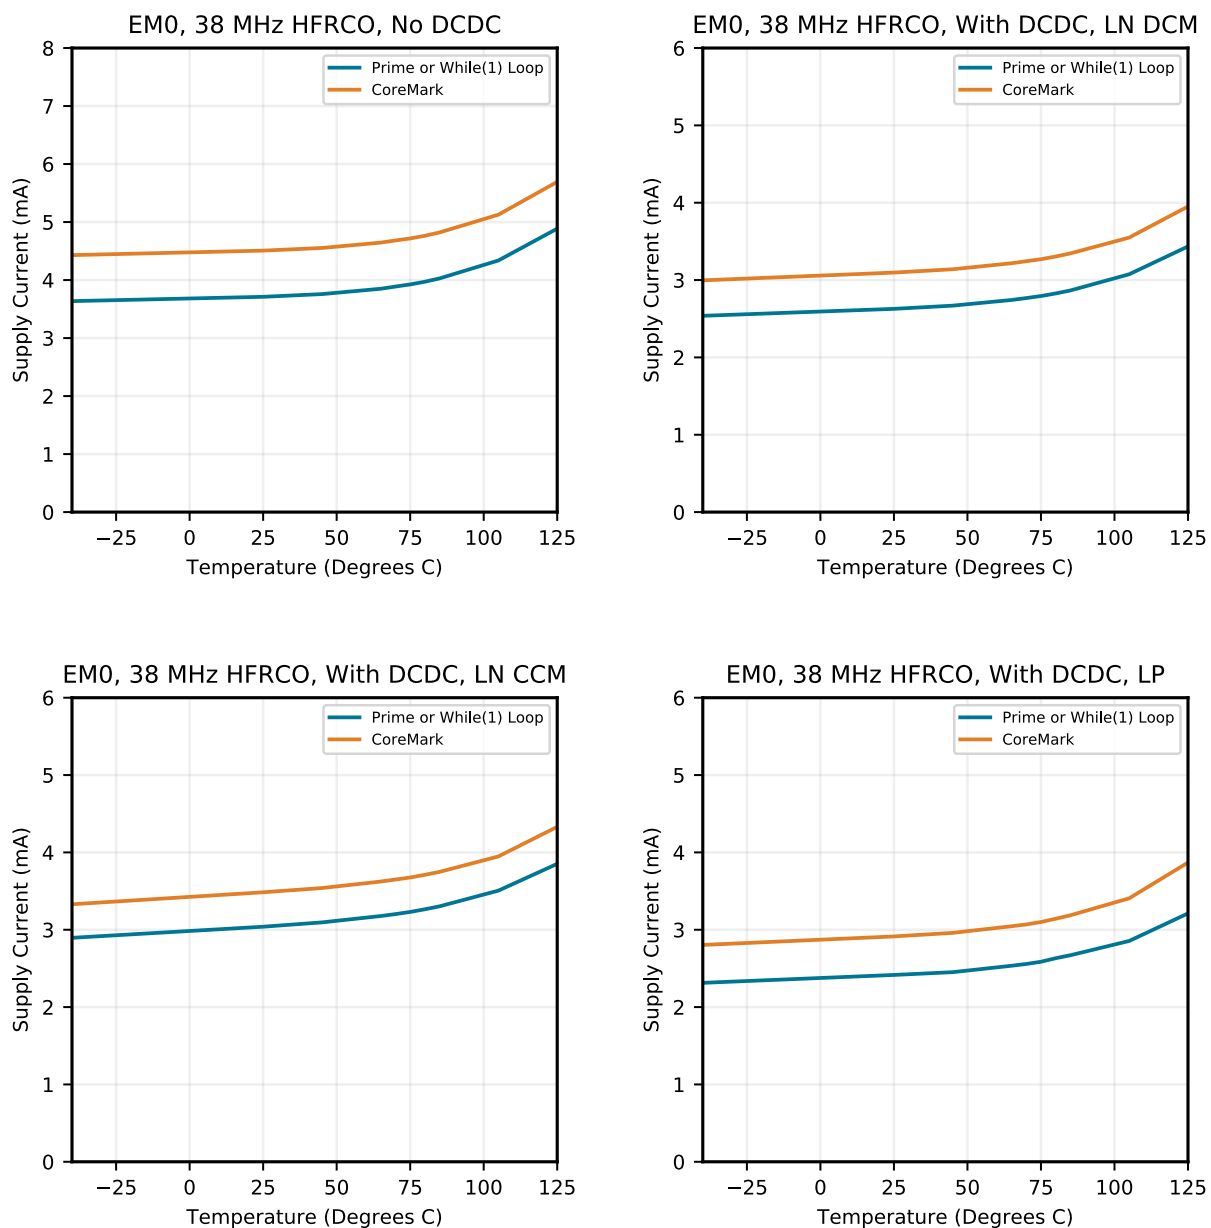 EM0, 38 MHz HFRCO, No DCDC
8
7
6
5
4
3
2
1
0
Supply Current (mA)
Prime or While(1) Loop
CoreMark
−25 0 25 50 75 100 125
Temperature (Degrees C)
EM0, 38 MHz HFRCO, With DCDC, LN DCM
6
5
4
3
2
1
0
Supply Current (mA)
Prime or While(1) Loop
CoreMark
−25 0 25 50 75 100 125
Temperature (Degrees C)
EM0, 38 MHz HFRCO, With DCDC, LN CCM
6
5
4
3
2
1
0
Supply Current (mA)
Prime or While(1) Loop
CoreMark
−25 0 25 50 75 100 125
Temperature (Degrees C)
EM0, 38 MHz HFRCO, With DCDC, LP
6
5
4
3
2
1
0
Supply Current (mA)
Prime or While(1) Loop
CoreMark
−25 0 25 50 75 100 125
Temperature (Degrees C)